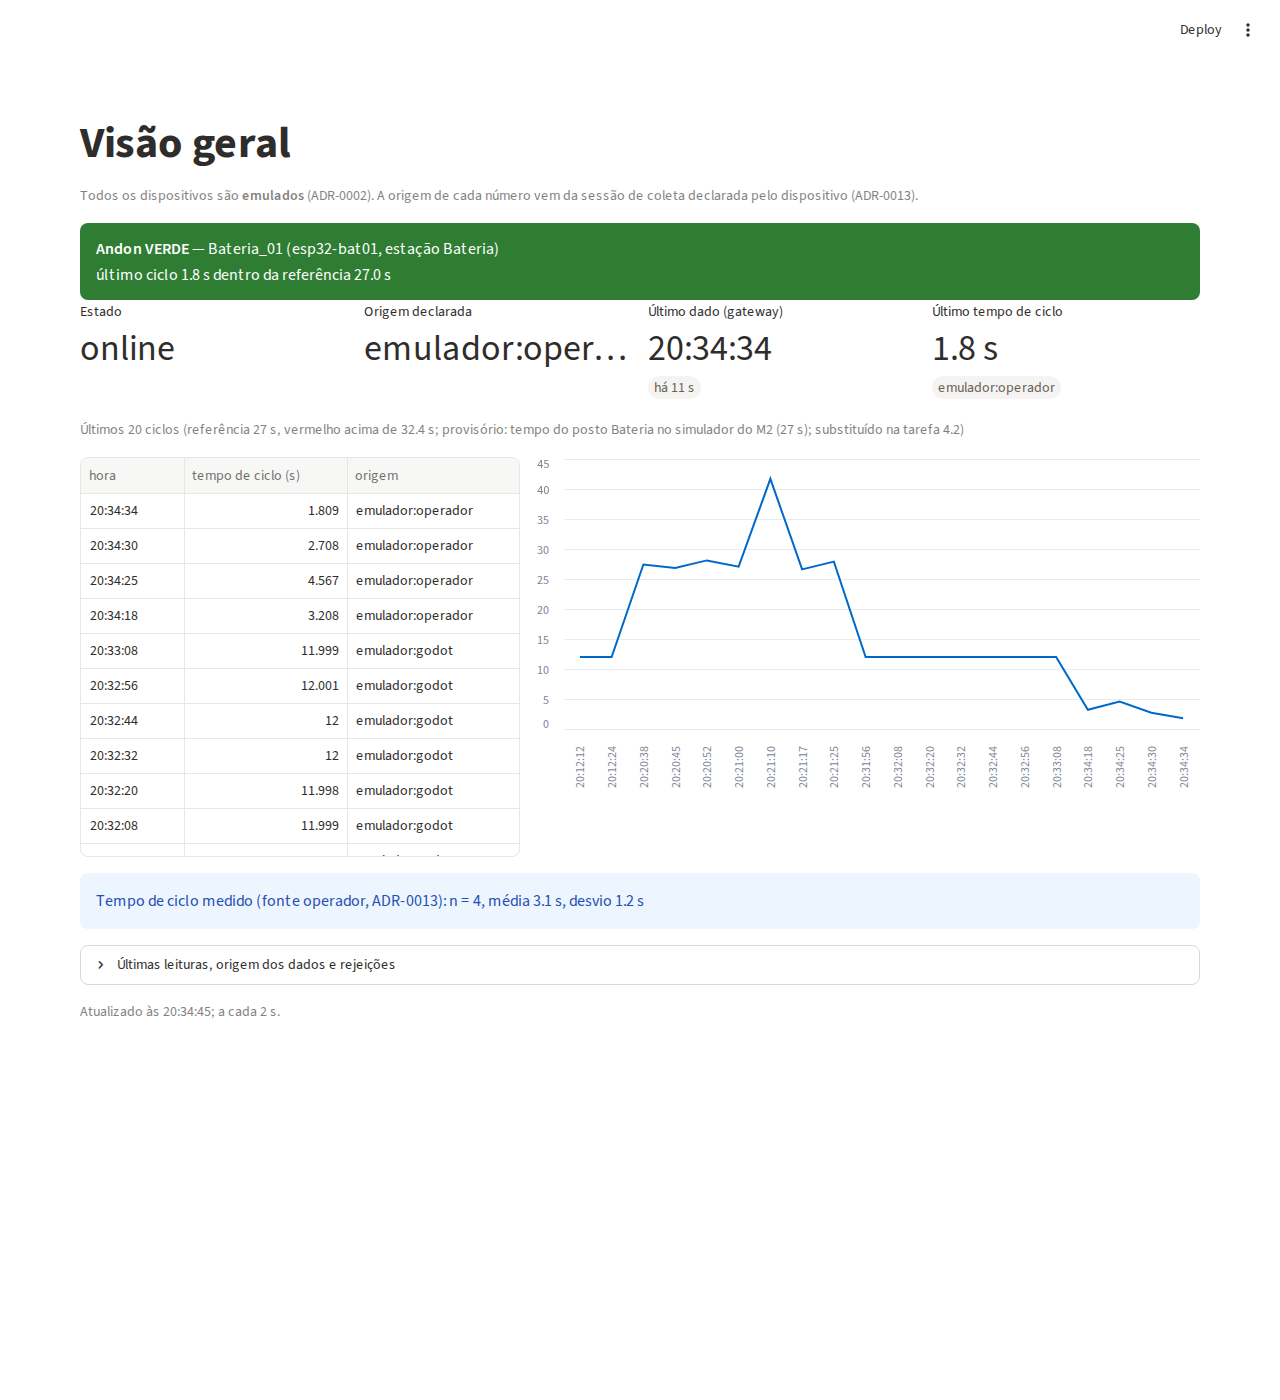 Deploy
Visão geral
Todos os dispositivos são emulados (ADR-0002). A origem de cada número vem da sessão de coleta declarada pelo dispositivo (ADR-0013).
Andon VERDE — Bateria_01 (esp32-bat01, estação Bateria)
último ciclo 1.8 s dentro da referência 27.0 s
Estado
online
Origem declarada
emulador:oper…
Último dado (gateway)
20:34:34
há 11 s
Último tempo de ciclo
1.8 s
emulador:operador
Últimos 20 ciclos (referência 27 s, vermelho acima de 32.4 s; provisório: tempo do posto Bateria no simulador do M2 (27 s); substituído na tarefa 4.2)
hora tempo de ciclo (s) origem
20:34:34 1.809 emulador:operador
20:34:30 2.708 emulador:operador
20:34:25 4.567 emulador:operador
20:34:18 3.208 emulador:operador
20:33:08 11.999 emulador:godot
20:32:56 12.001 emulador:godot
20:32:44 12 emulador:godot
20:32:32 12 emulador:godot
20:32:20 11.998 emulador:godot
20:32:08 11.999 emulador:godot
45
40
35
30
25
20
15
10
5
0
20:12:12
20:12:24
20:20:38
20:20:45
20:20:52
20:21:00
20:21:10
20:21:17
20:21:25
20:31:56
20:32:08
20:32:20
20:32:32
20:32:44
20:32:56
20:33:08
20:34:18
20:34:25
20:34:30
20:34:34
Tempo de ciclo medido (fonte operador, ADR-0013): n = 4, média 3.1 s, desvio 1.2 s
Últimas leituras, origem dos dados e rejeições
Atualizado às 20:34:45; a cada 2 s.